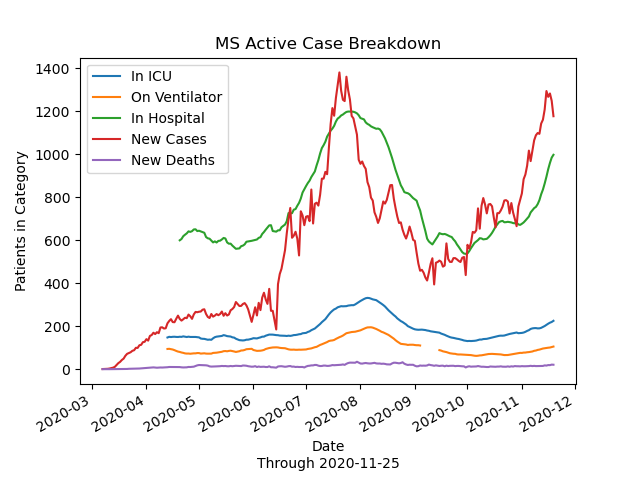 MS Active Case Breakdown
In ICU
On Ventilator
In Hospital
New Cases
New Deaths
Patients in Category
1400
1200
1000
800
600
400
200
0
2020-03
2020-04
2020-05
2020-06
2020-07
2020-08
2020-09
2020-10
2020-11
2020-12
Date
Through 2020-11-25